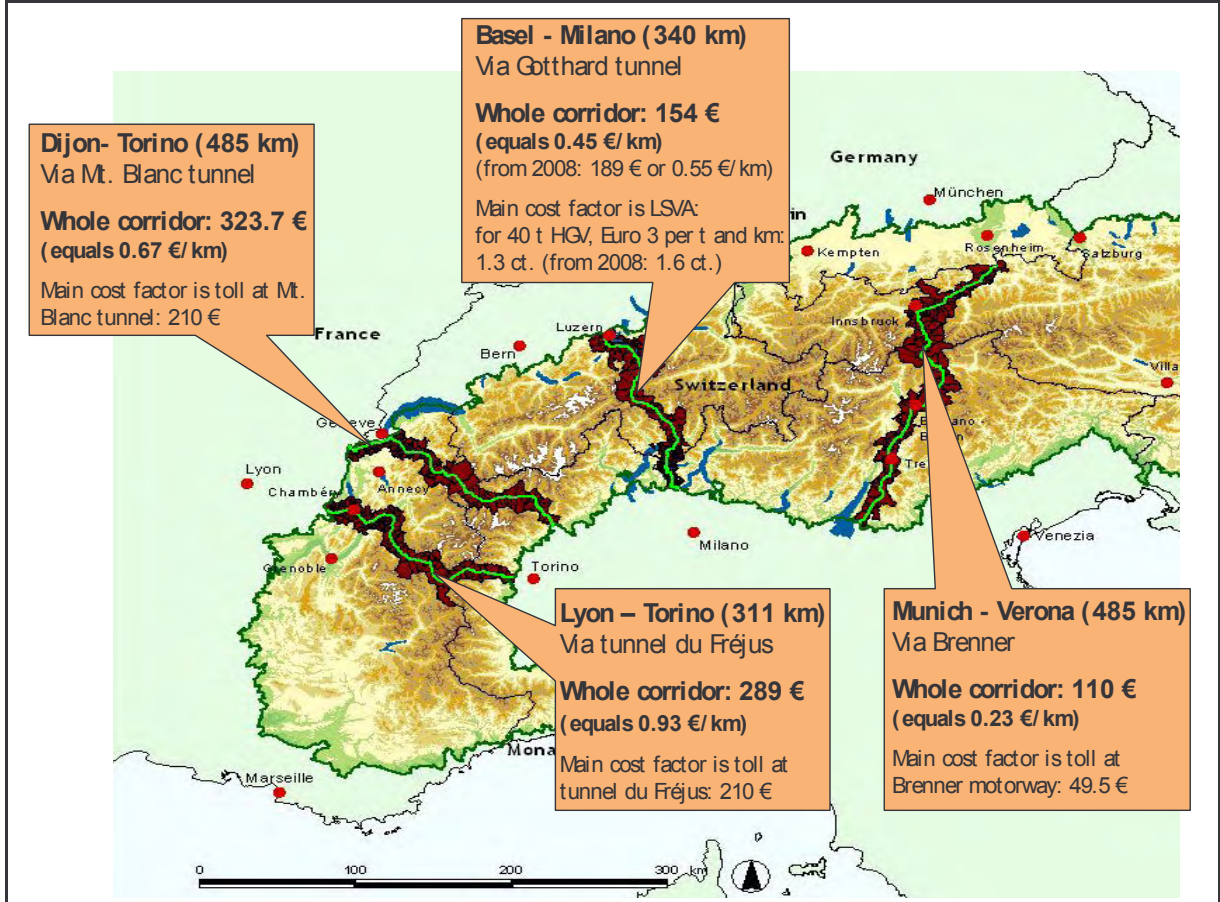 Basel - Milano (340 km)
Via Gotthard tunnel
Whole corridor: 154 €
(equals 0.45 €/km)
(from 2008: 189 € or 0.55 €/km)
Main cost factor is LSVA:
for 40 t HGV, Euro 3 per t and km:
1.3 ct. (from 2008: 1.6 ct.)
Dijon- Torino (485 km)
Via Mt. Blanc tunnel
Whole corridor: 323.7 €
(equals 0.67 €/km)
Main cost factor is toll at Mt.
Blanc tunnel: 210 €
Germany
München
in
Kempten
Rosenheim
Salzburg
France
Luzern
Innsbruck
Bern
Switzerland
Villa
Genève
Lyon
Annecy
Chambéry
Tre
Milano
Venezia
Grenoble
Torino
Lyon – Torino (311 km)
Via tunnel du Fréjus
Whole corridor: 289 €
(equals 0.93 €/km)
Main cost factor is toll at
tunnel du Fréjus: 210 €
Munich - Verona (485 km)
Via Brenner
Whole corridor: 110 €
(equals 0.23 €/km)
Main cost factor is toll at
Brenner motorway: 49.5 €
Mona
Marseille
0 100 200 300 km